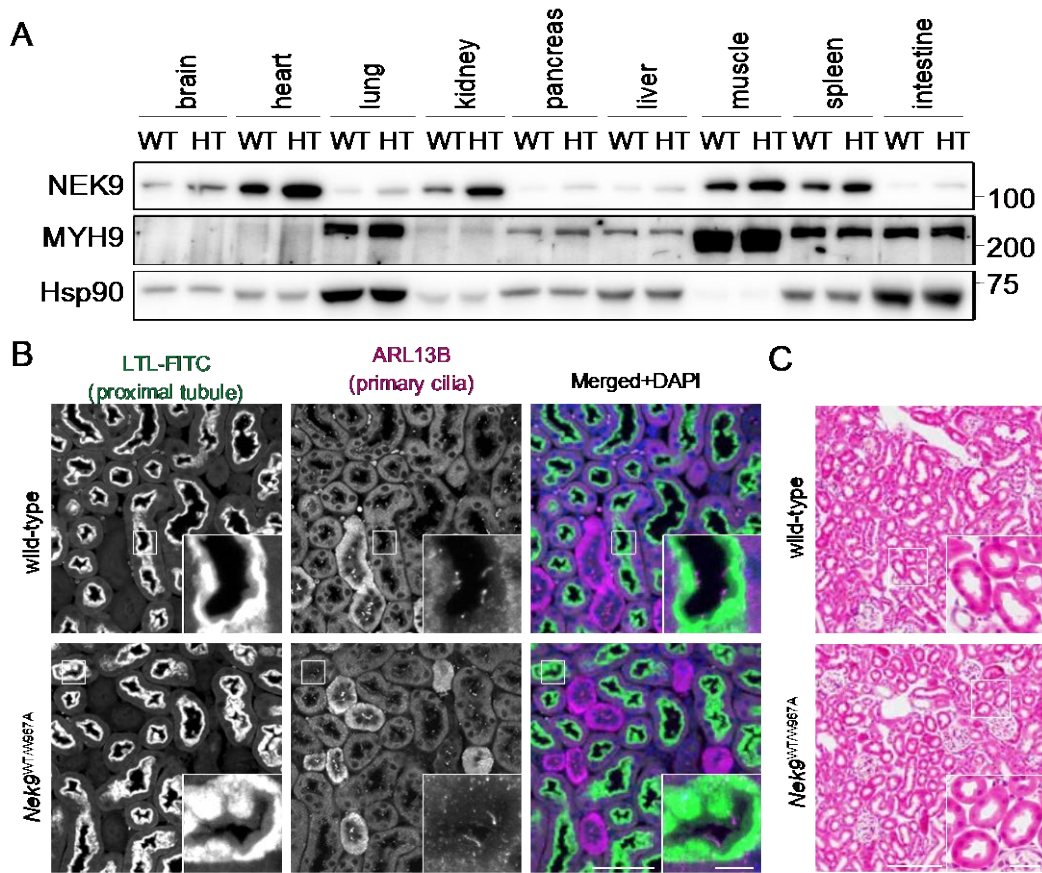 A
brain heart lung kidney pancreas liver muscle spleen intestine
WT HT WT HT WT HT WT HT WT HT WT HT WT HT WT HT WT HT
NEK9 100
MYH9 200
Hsp90 75
B C
LTL-FITC ARL13B
(proximal tubule) (primary cilia) Merged+DAPI
wild-type wild-type
Nek9WT/W967A Nek9WT/W967A